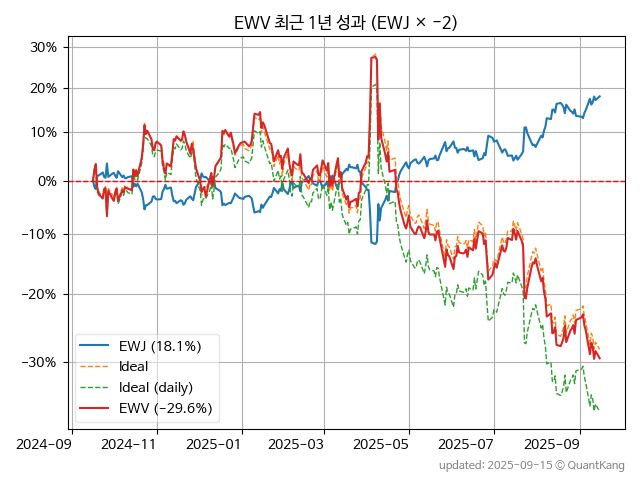 EWV 최근 1년 성과 (EWJ × −2)
30%
20%
10%
0%
−10%
−20%
−30%
EWJ (18.1%)
Ideal
Ideal (daily)
EWV (−29.6%)
2024-09
2024-11
2025-01
2025-03
2025-05
2025-07
2025-09
updated: 2025-09-15 © QuantKang